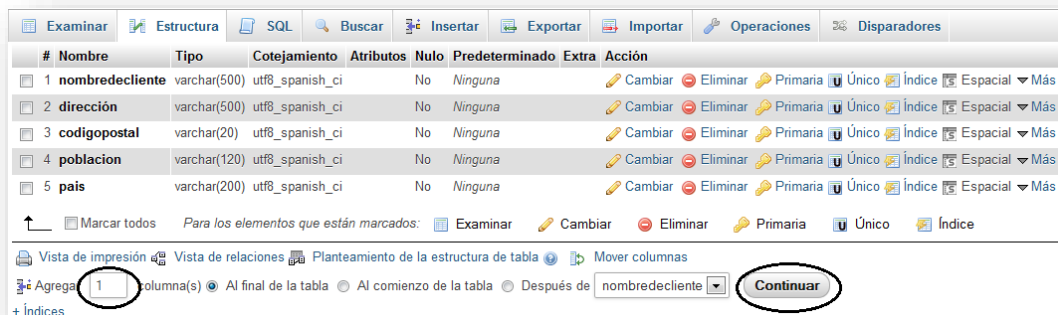 Examinar Estructura SQL Buscar Insertar Exportar Importar Operaciones Disparadores
# Nombre Tipo Cotejamiento Atributos Nulo Predeterminado Extra Acción
1 nombredecliente varchar(500) utf8_spanish_ci No Ninguna Cambiar Eliminar Primaria Único Índice Espacial Más
2 dirección varchar(500) utf8_spanish_ci No Ninguna Cambiar Eliminar Primaria Único Índice Espacial Más
3 codigopostal varchar(20) utf8_spanish_ci No Ninguna Cambiar Eliminar Primaria Único Índice Espacial Más
4 poblacion varchar(120) utf8_spanish_ci No Ninguna Cambiar Eliminar Primaria Único Índice Espacial Más
5 pais varchar(200) utf8_spanish_ci No Ninguna Cambiar Eliminar Primaria Único Índice Espacial Más
Marcar todos Para los elementos que están marcados: Examinar Cambiar Eliminar Primaria Único Índice
Vista de impresión Vista de relaciones Planteamiento de la estructura de tabla Mover columnas
Agregar 1 columna(s) Al final de la tabla Al comienzo de la tabla Después de nombredecliente Continuar
+ Índices